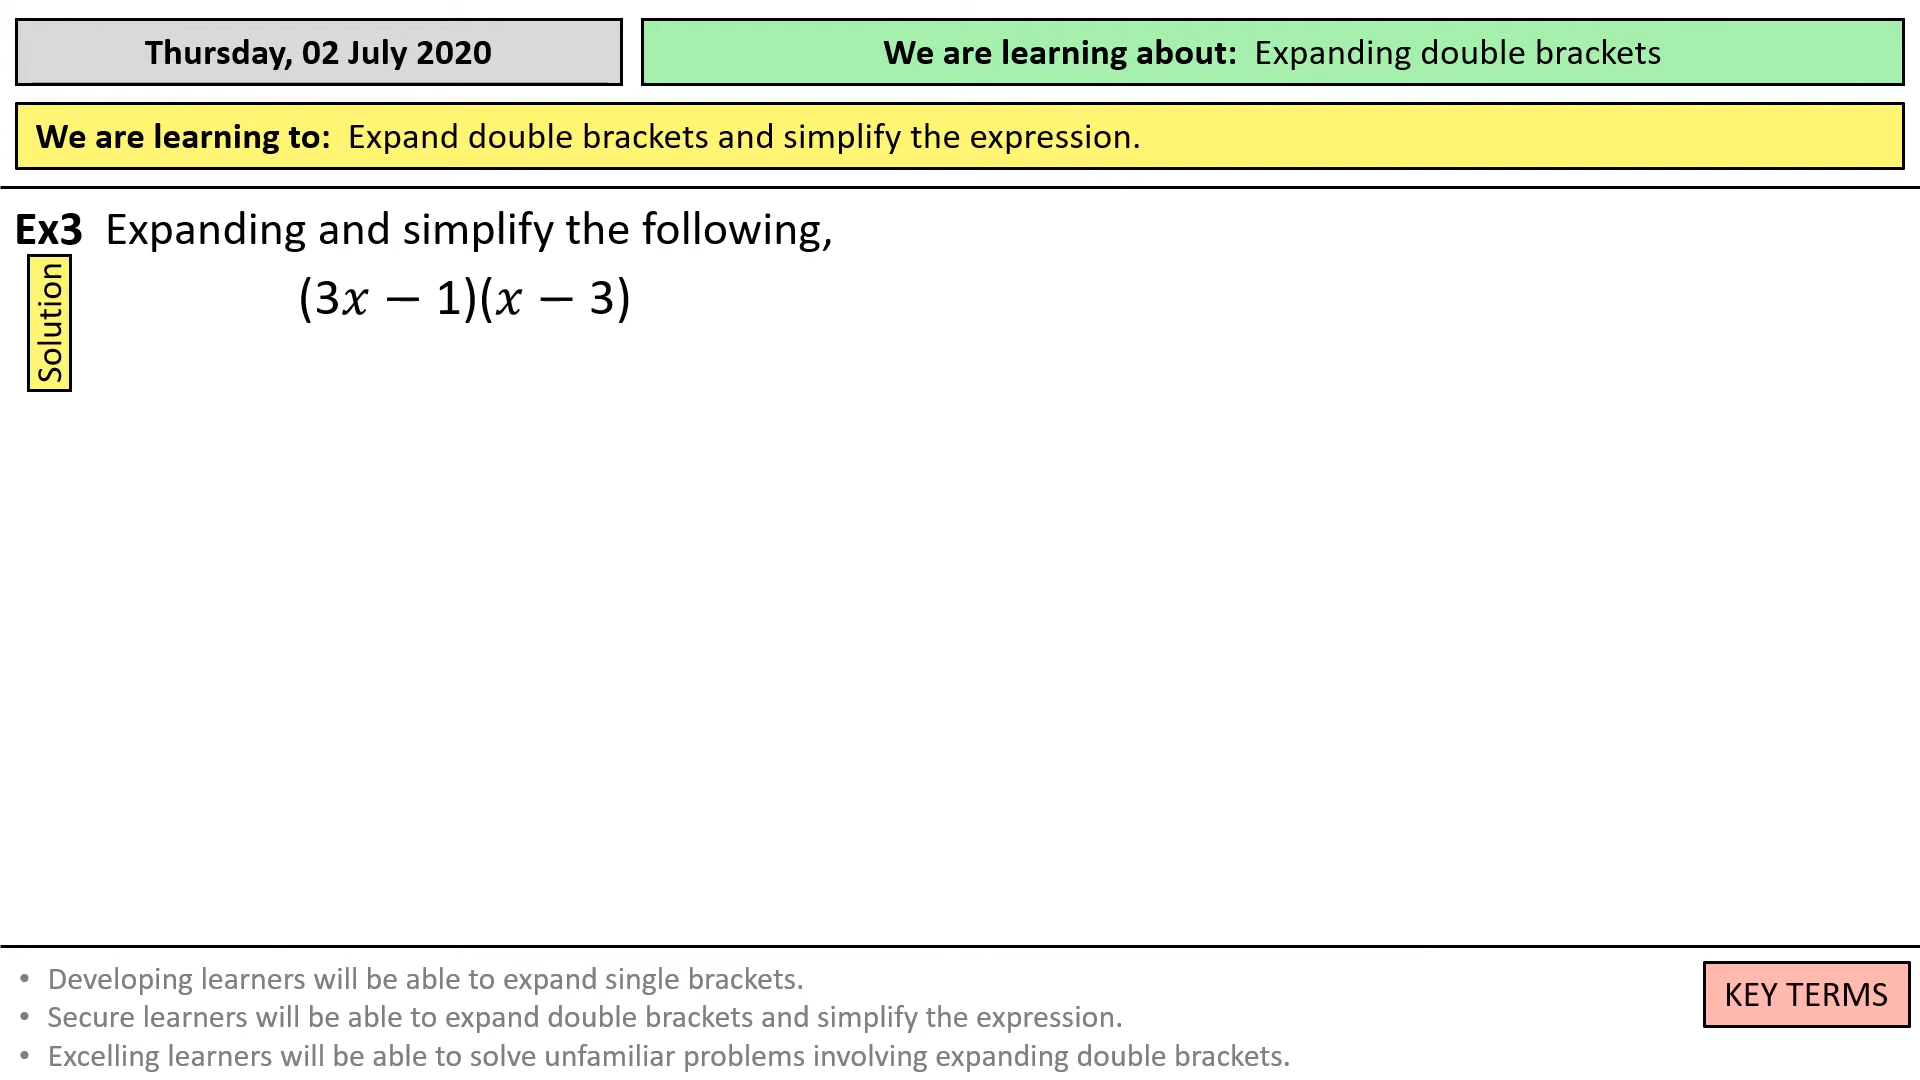 Thursday, 02 July 2020
We are learning about: Expanding double brackets
We are learning to: Expand double brackets and simplify the expression.
Ex3 Expanding and simplify the following,
Solution
(3𝑥 − 1)(𝑥 − 3)
• Developing learners will be able to expand single brackets.
• Secure learners will be able to expand double brackets and simplify the expression.
• Excelling learners will be able to solve unfamiliar problems involving expanding double brackets.
KEY TERMS